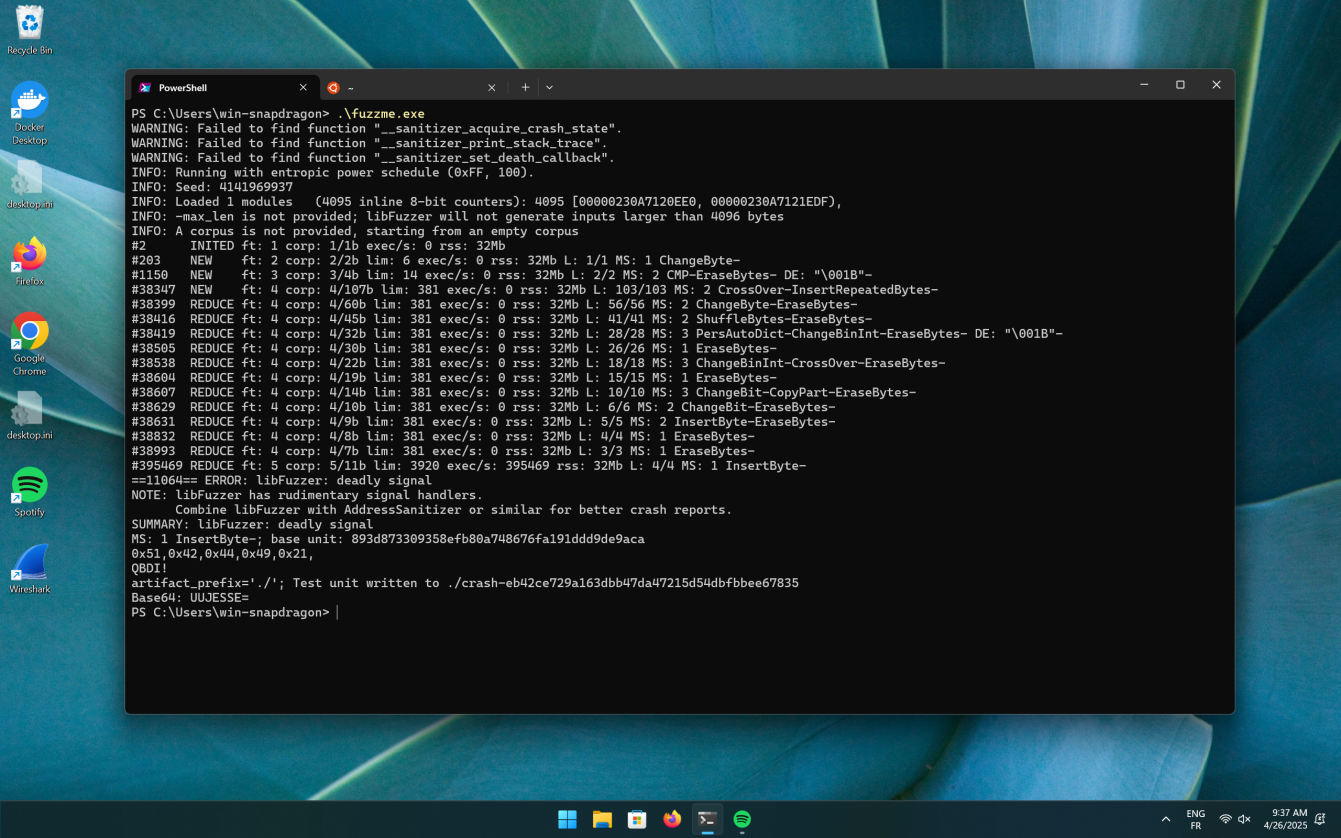 Recycle Bin
Docker
Desktop
desktop.ini
Firefox
Google
Chrome
desktop.ini
Spotify
Wireshark
PowerShell
~
PS C:\Users\win-snapdragon> .\fuzzme.exe
WARNING: Failed to find function "__sanitizer_acquire_crash_state".
WARNING: Failed to find function "__sanitizer_print_stack_trace".
WARNING: Failed to find function "__sanitizer_set_death_callback".
INFO: Running with entropic power schedule (0xFF, 100).
INFO: Seed: 4141969937
INFO: Loaded 1 modules   (4095 inline 8-bit counters): 4095 [00000230A7120EE0, 00000230A7121EDF),
INFO: -max_len is not provided; libFuzzer will not generate inputs larger than 4096 bytes
INFO: A corpus is not provided, starting from an empty corpus
#2      INITED ft: 1 corp: 1/1b exec/s: 0 rss: 32Mb
#203    NEW    ft: 2 corp: 2/2b lim: 6 exec/s: 0 rss: 32Mb L: 1/1 MS: 1 ChangeByte-
#1150   NEW    ft: 3 corp: 3/4b lim: 14 exec/s: 0 rss: 32Mb L: 2/2 MS: 2 CMP-EraseBytes- DE: "\001B"-
#38347  NEW    ft: 4 corp: 4/107b lim: 381 exec/s: 0 rss: 32Mb L: 103/103 MS: 2 CrossOver-InsertRepeatedBytes-
#38399  REDUCE ft: 4 corp: 4/60b lim: 381 exec/s: 0 rss: 32Mb L: 56/56 MS: 2 ChangeByte-EraseBytes-
#38416  REDUCE ft: 4 corp: 4/45b lim: 381 exec/s: 0 rss: 32Mb L: 41/41 MS: 2 ShuffleBytes-EraseBytes-
#38419  REDUCE ft: 4 corp: 4/32b lim: 381 exec/s: 0 rss: 32Mb L: 28/28 MS: 3 PersAutoDict-ChangeBinInt-EraseBytes- DE: "\001B"-
#38505  REDUCE ft: 4 corp: 4/30b lim: 381 exec/s: 0 rss: 32Mb L: 26/26 MS: 1 EraseBytes-
#38538  REDUCE ft: 4 corp: 4/22b lim: 381 exec/s: 0 rss: 32Mb L: 18/18 MS: 3 ChangeBinInt-CrossOver-EraseBytes-
#38604  REDUCE ft: 4 corp: 4/19b lim: 381 exec/s: 0 rss: 32Mb L: 15/15 MS: 1 EraseBytes-
#38607  REDUCE ft: 4 corp: 4/14b lim: 381 exec/s: 0 rss: 32Mb L: 10/10 MS: 3 ChangeBit-CopyPart-EraseBytes-
#38629  REDUCE ft: 4 corp: 4/10b lim: 381 exec/s: 0 rss: 32Mb L: 6/6 MS: 2 ChangeBit-EraseBytes-
#38631  REDUCE ft: 4 corp: 4/9b lim: 381 exec/s: 0 rss: 32Mb L: 5/5 MS: 2 InsertByte-EraseBytes-
#38832  REDUCE ft: 4 corp: 4/8b lim: 381 exec/s: 0 rss: 32Mb L: 4/4 MS: 1 EraseBytes-
#38993  REDUCE ft: 4 corp: 4/7b lim: 381 exec/s: 0 rss: 32Mb L: 3/3 MS: 1 EraseBytes-
#395469 REDUCE ft: 5 corp: 5/11b lim: 3920 exec/s: 395469 rss: 32Mb L: 4/4 MS: 1 InsertByte-
==11064== ERROR: libFuzzer: deadly signal
NOTE: libFuzzer has rudimentary signal handlers.
      Combine libFuzzer with AddressSanitizer or similar for better crash reports.
SUMMARY: libFuzzer: deadly signal
MS: 1 InsertByte-; base unit: 893d873309358efb80a748676fa191ddd9de9aca
0x51,0x42,0x44,0x49,0x21,
QBDI!
artifact_prefix='./'; Test unit written to ./crash-eb42ce729a163dbb47da47215d54dbfbbee67835
Base64: UUJESSE=
PS C:\Users\win-snapdragon>
ENG
FR
9:37 AM
4/26/2025